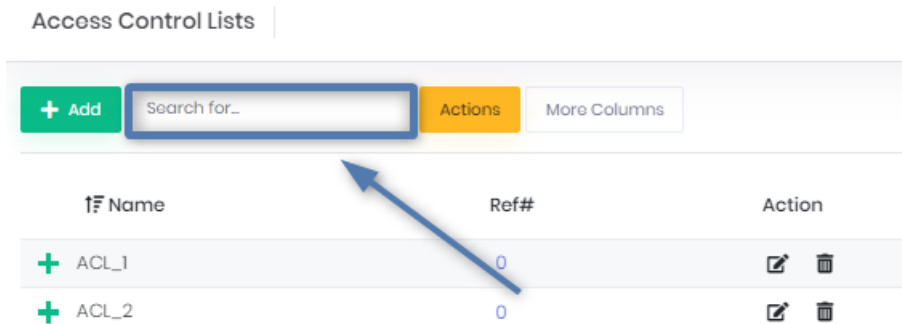 Access Control Lists
Add Search for... Actions More Columns
Name Ref# Action
ACL_1 0
ACL_2 0